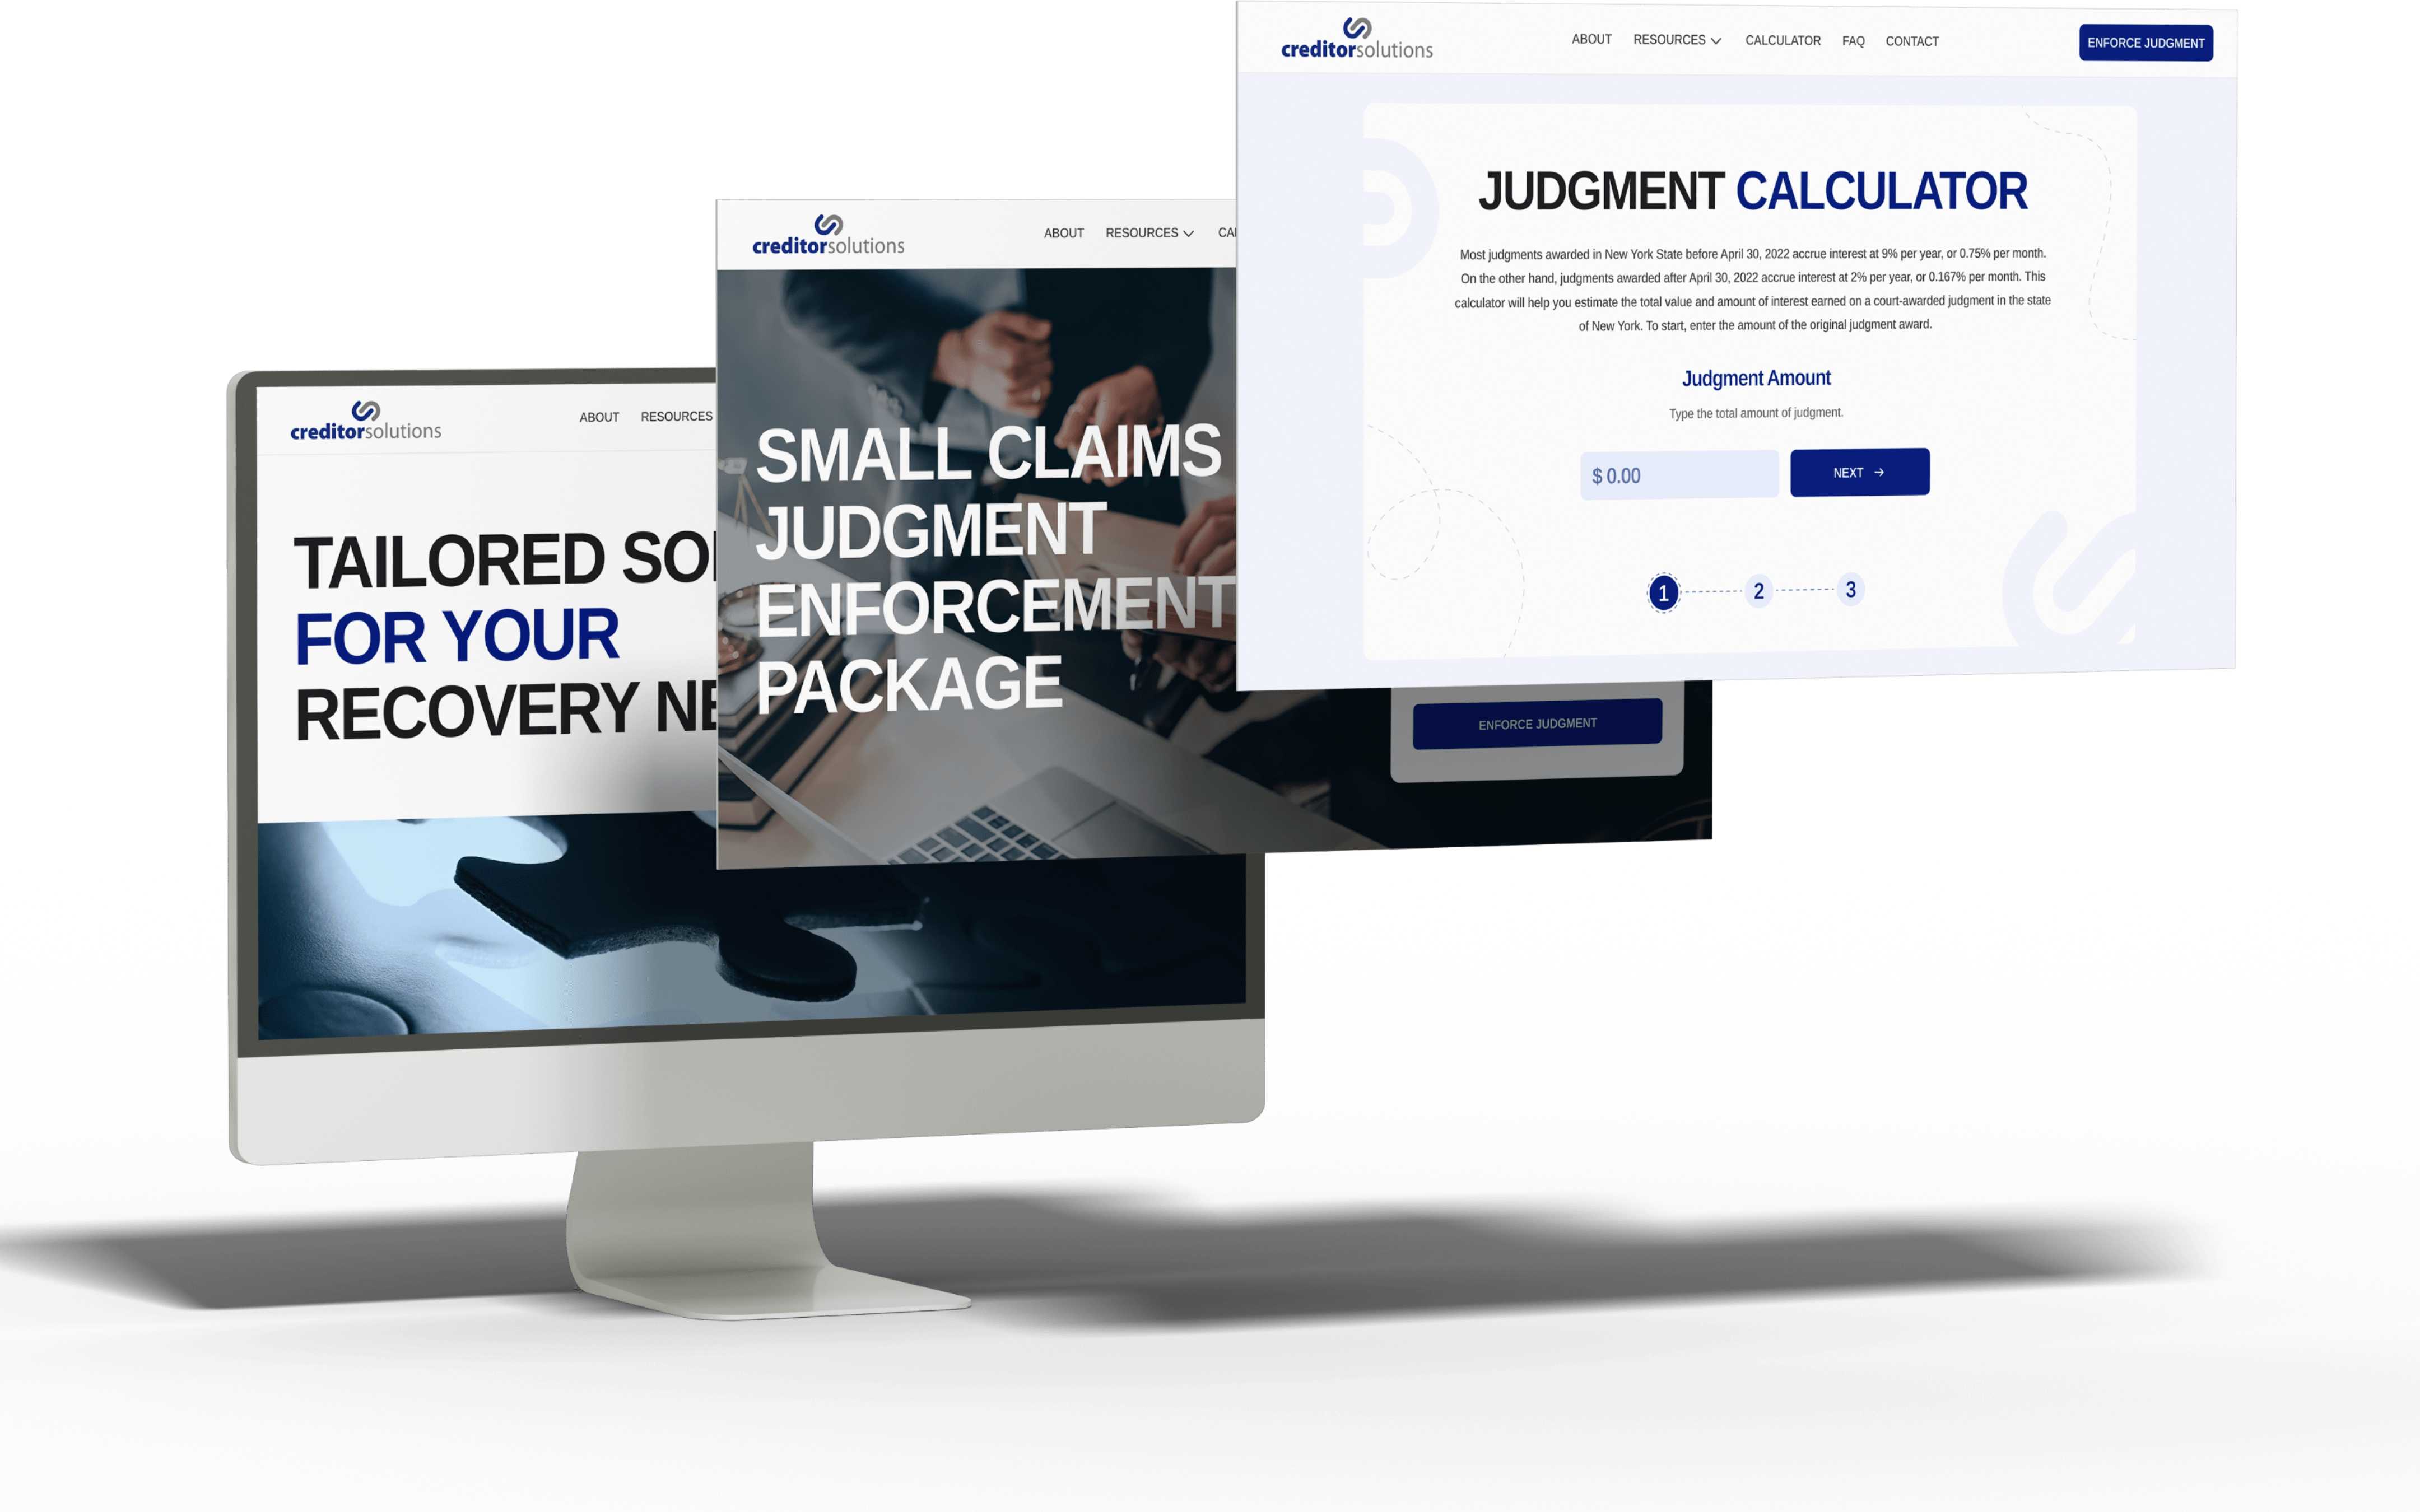 creditorsolutions
ABOUT RESOURCES CALCULATOR FAQ CONTACT
ENFORCE JUDGMENT
JUDGMENT CALCULATOR
Most judgments awarded in New York State before April 30, 2022 accrue interest at 9% per year, or 0.75% per month.
On the other hand, judgments awarded after April 30, 2022 accrue interest at 2% per year, or 0.167% per month. This
calculator will help you estimate the total value and amount of interest earned on a court-awarded judgment in the state
of New York. To start, enter the amount of the original judgment award.
Judgment Amount
Type the total amount of judgment.
$ 0.00
NEXT →
1 2 3
creditorsolutions
ABOUT RESOURCES
SMALL CLAIMS
JUDGMENT
ENFORCEMENT
PACKAGE
ENFORCE JUDGMENT
creditorsolutions
ABOUT RESOURCES
TAILORED
FOR YOUR
RECOVERY